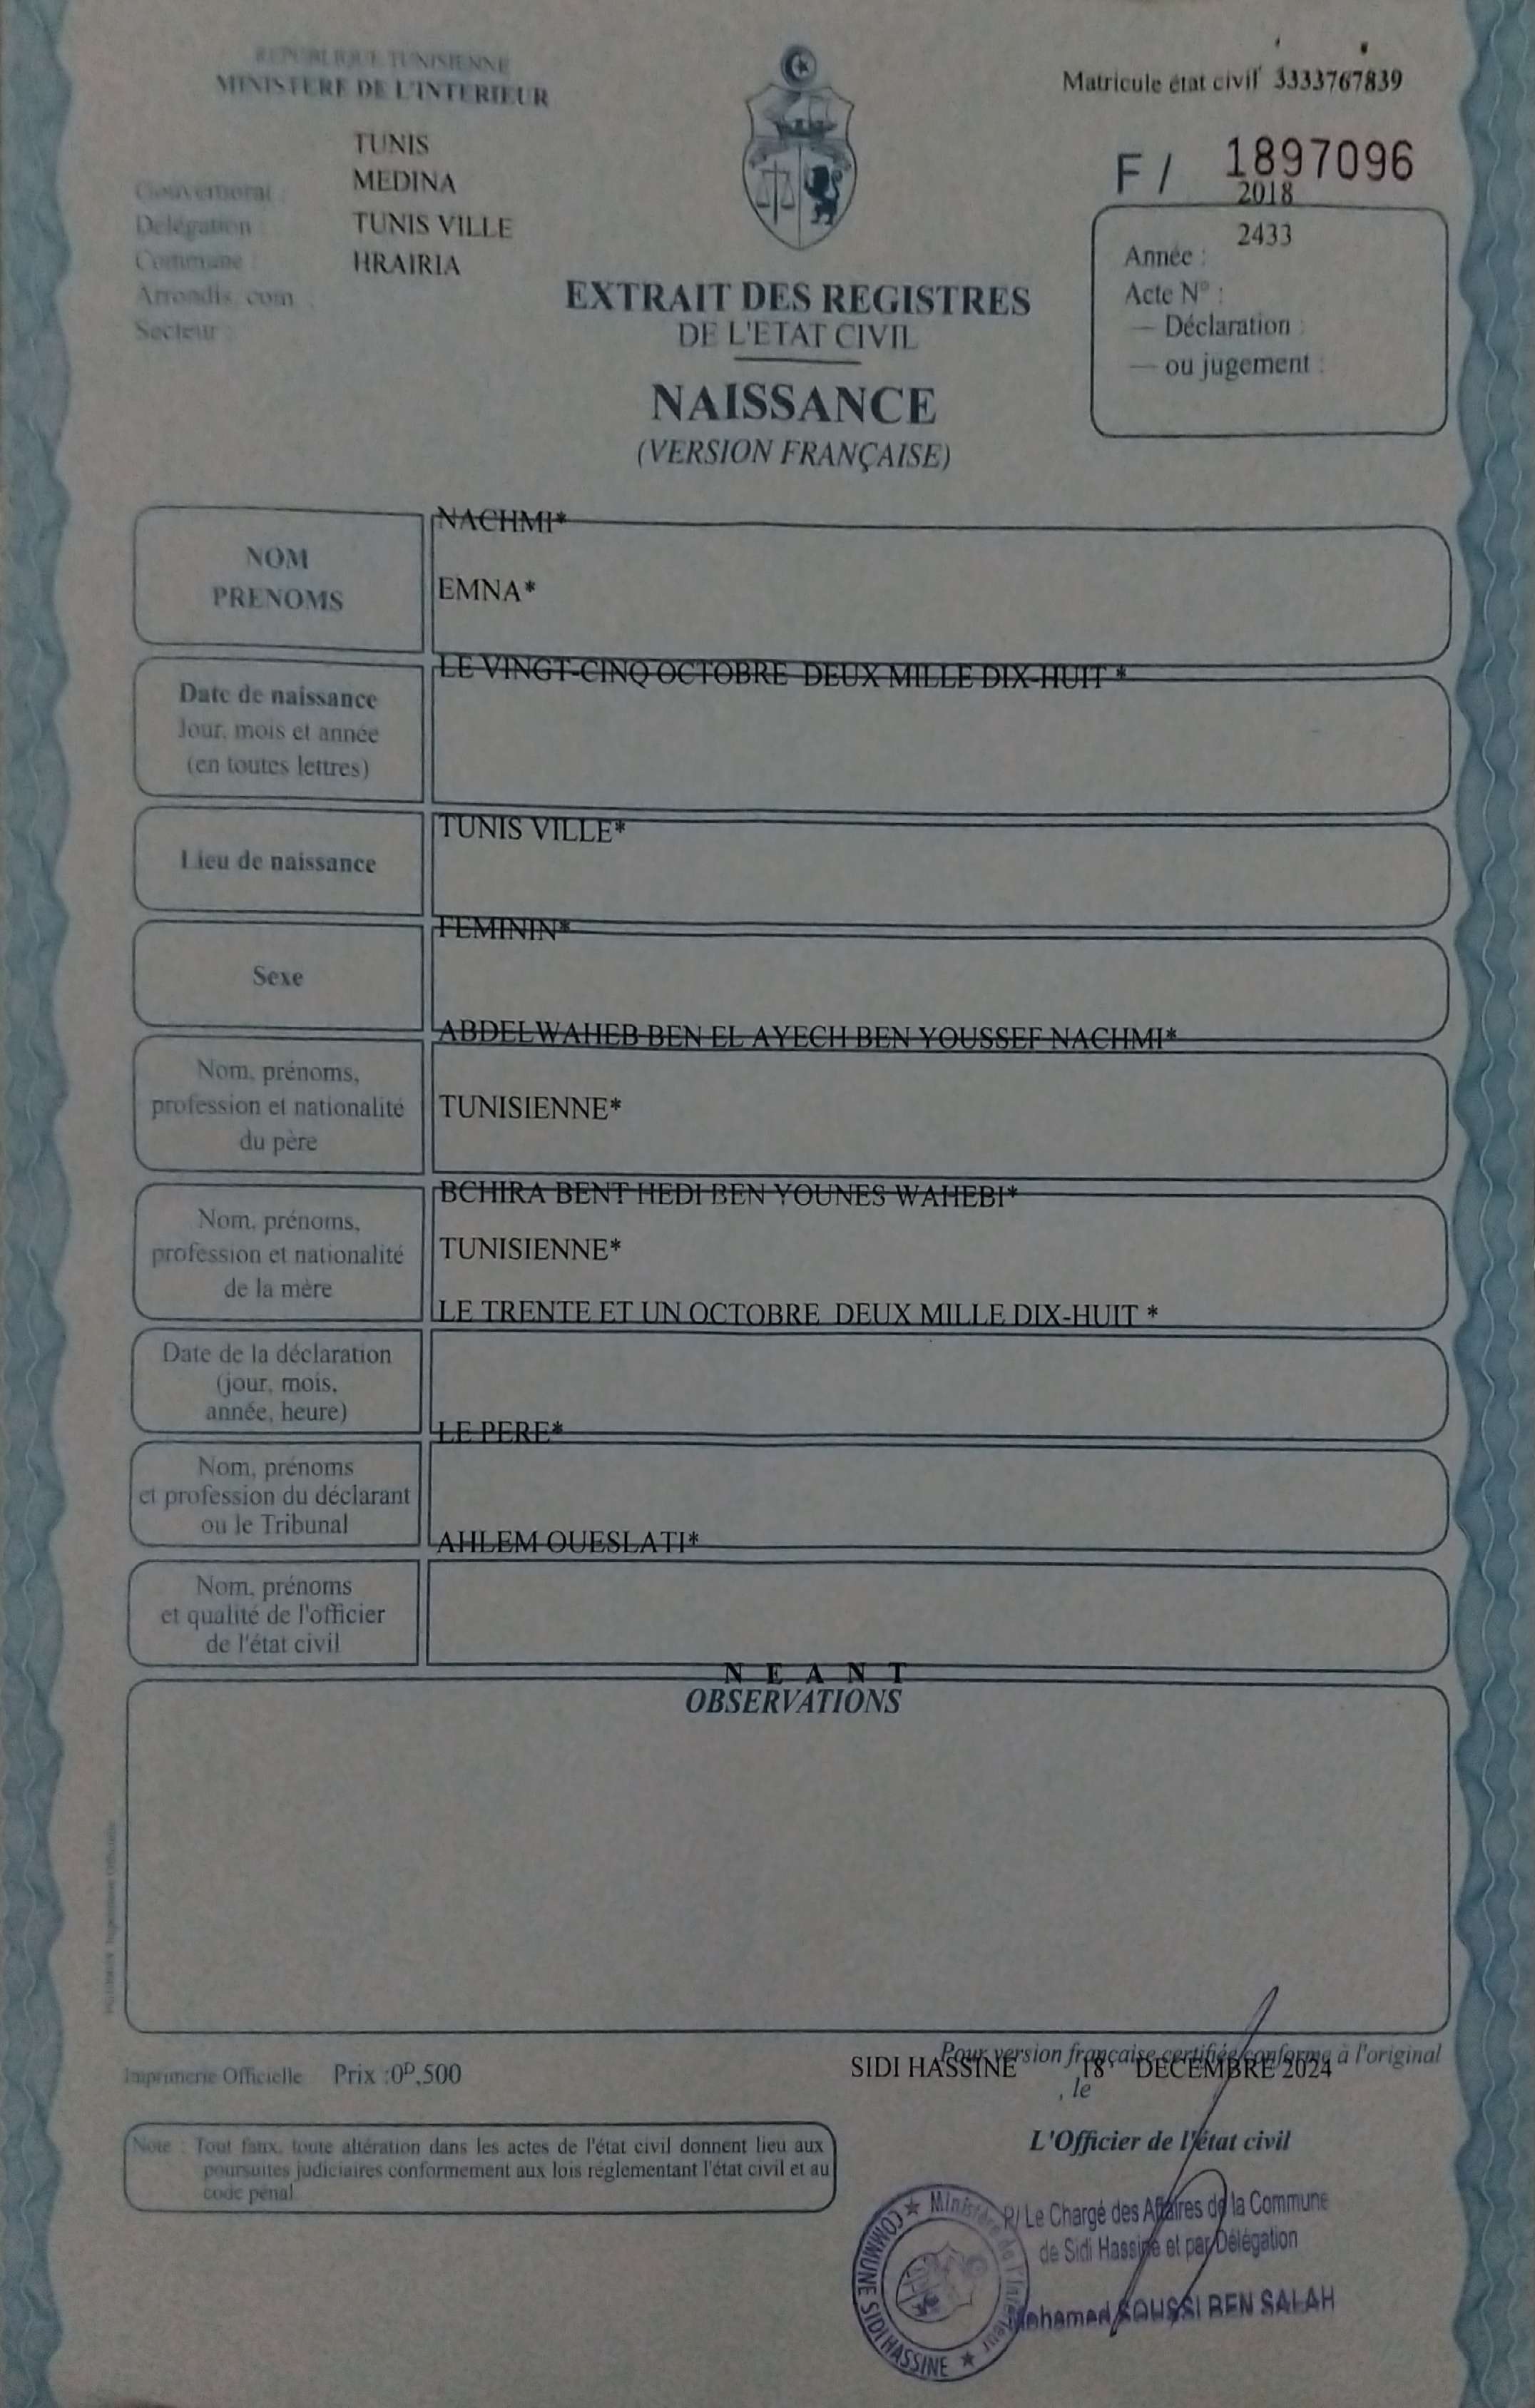 REPUBLIQUE TUNISIENNE
MINISTERE DE L'INTERIEUR
Matricule état civil 3333767839
TUNIS
MEDINA
TUNIS VILLE
HRAIRIA
Gouvernorat :
Délégation :
Commune :
Arrondis. com :
Secteur :
F / 1897096
2018
2433
Année :
Acte N° :
— Déclaration :
— ou jugement :
EXTRAIT DES REGISTRES
DE L'ETAT CIVIL
NAISSANCE
(VERSION FRANÇAISE)
NOM
PRENOMS
NACHMI*
EMNA*
Date de naissance
Jour, mois et année
(en toutes lettres)
LE VINGT-CINQ OCTOBRE DEUX MILLE DIX-HUIT *
Lieu de naissance
TUNIS VILLE*
Sexe
FEMININ*
Nom, prénoms,
profession et nationalité
du père
ABDELWAHEB BEN EL AYECH BEN YOUSSEF NACHMI*
TUNISIENNE*
Nom, prénoms,
profession et nationalité
de la mère
BCHIRA BENT HEDI BEN YOUNES WAHEBI*
TUNISIENNE*
Date de la déclaration
(jour, mois,
année, heure)
LE TRENTE ET UN OCTOBRE DEUX MILLE DIX-HUIT *
Nom, prénoms
et profession du déclarant
ou le Tribunal
LE PERE*
Nom, prénoms
et qualité de l'officier
de l'état civil
AHLEM OUESLATI*
N E A N T
OBSERVATIONS
Imprimerie Officielle Prix :0ᴰ,500
Pour version française certifiée conforme à l'original
SIDI HASSINE 18 DECEMBRE 2024
, le
L'Officier de l'état civil
Note : Tout faux, toute altération dans les actes de l'état civil donnent lieu aux
poursuites judiciaires conformement aux lois réglementant l'état civil et au
code pénal
P/ Le Chargé des Affaires de la Commune
de Sidi Hassine et par Délégation
Mohamed SOUSSI BEN SALAH
★ Ministère de l'Intérieur ★ COMMUNE SIDI HASSINE